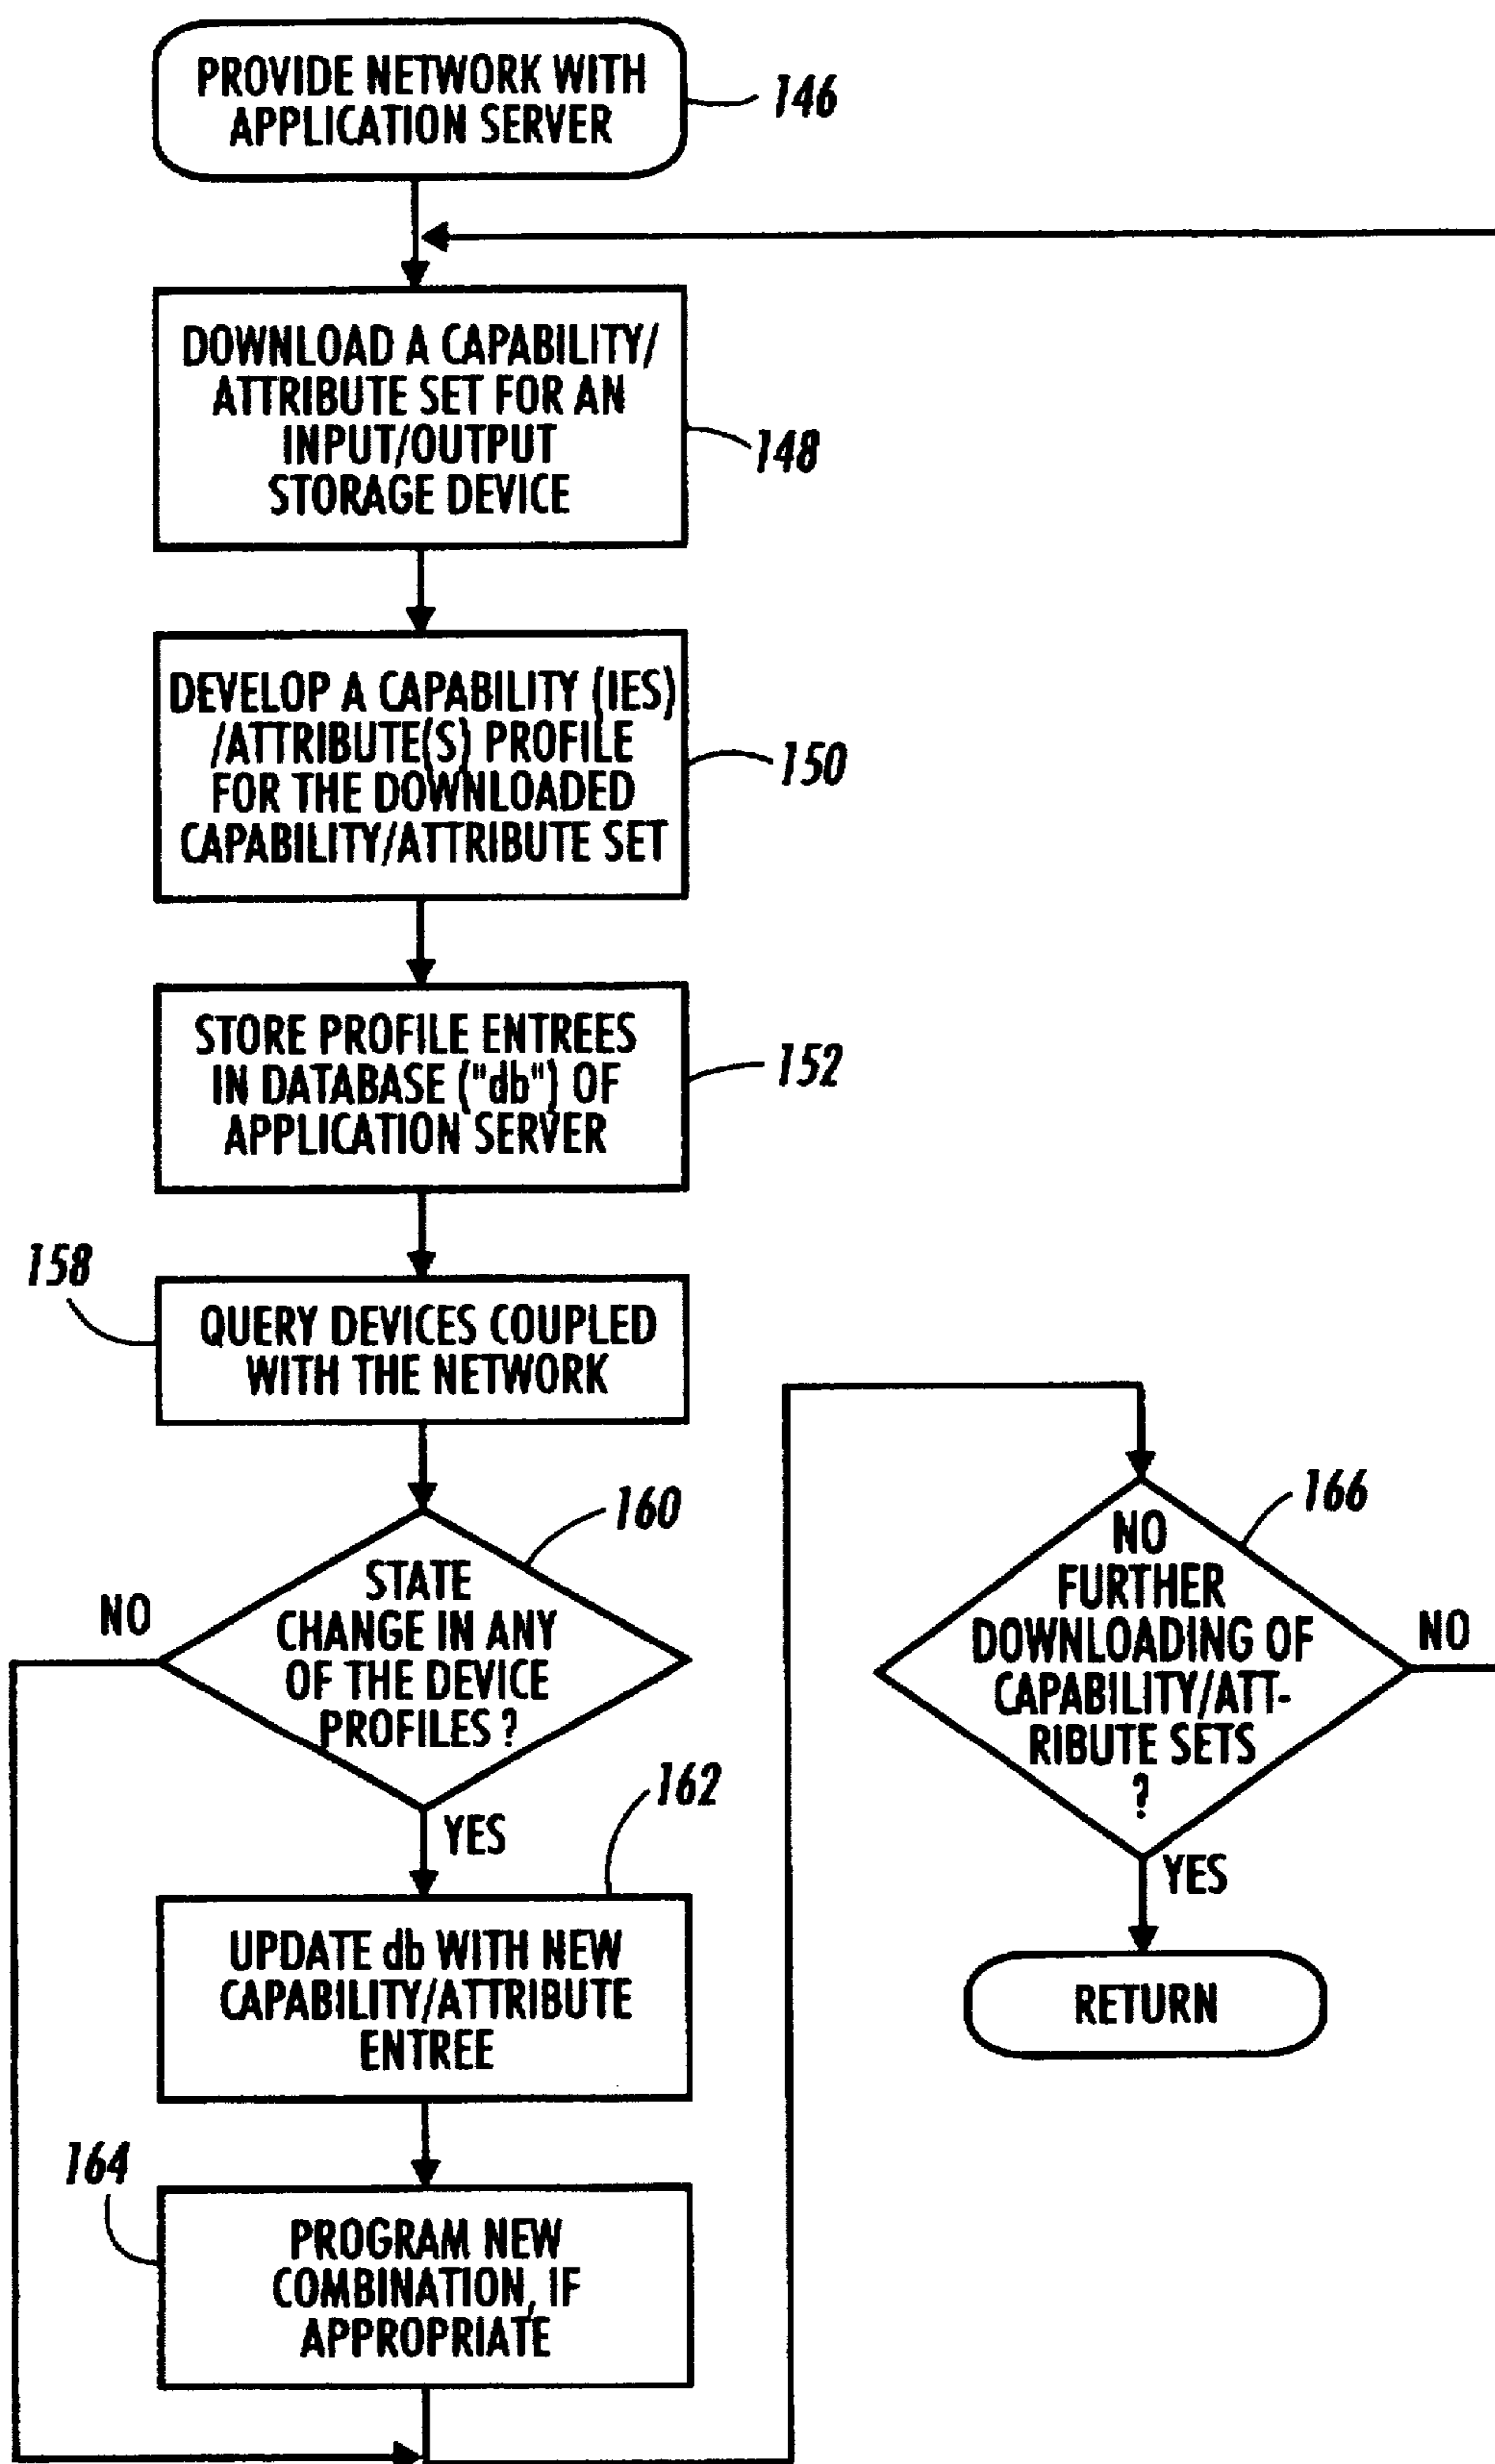 PROVIDE NETWORK WITH
APPLICATION SERVER
146
DOWNLOAD A CAPABILITY/
ATTRIBUTE SET FOR AN
INPUT/OUTPUT
STORAGE DEVICE
148
DEVELOP A CAPABILITY (IES)
/ATTRIBUTE(S) PROFILE
FOR THE DOWNLOADED
CAPABILITY/ATTRIBUTE SET
150
STORE PROFILE ENTREES
IN DATABASE ("db") OF
APPLICATION SERVER
152
158
QUERY DEVICES COUPLED
WITH THE NETWORK
160
STATE
CHANGE IN ANY
OF THE DEVICE
PROFILES ?
NO
YES
162
UPDATE db WITH NEW
CAPABILITY/ATTRIBUTE
ENTREE
164
PROGRAM NEW
COMBINATION, IF
APPROPRIATE
166
NO
FURTHER
DOWNLOADING OF
CAPABILITY/ATT-
RIBUTE SETS
?
NO
YES
RETURN